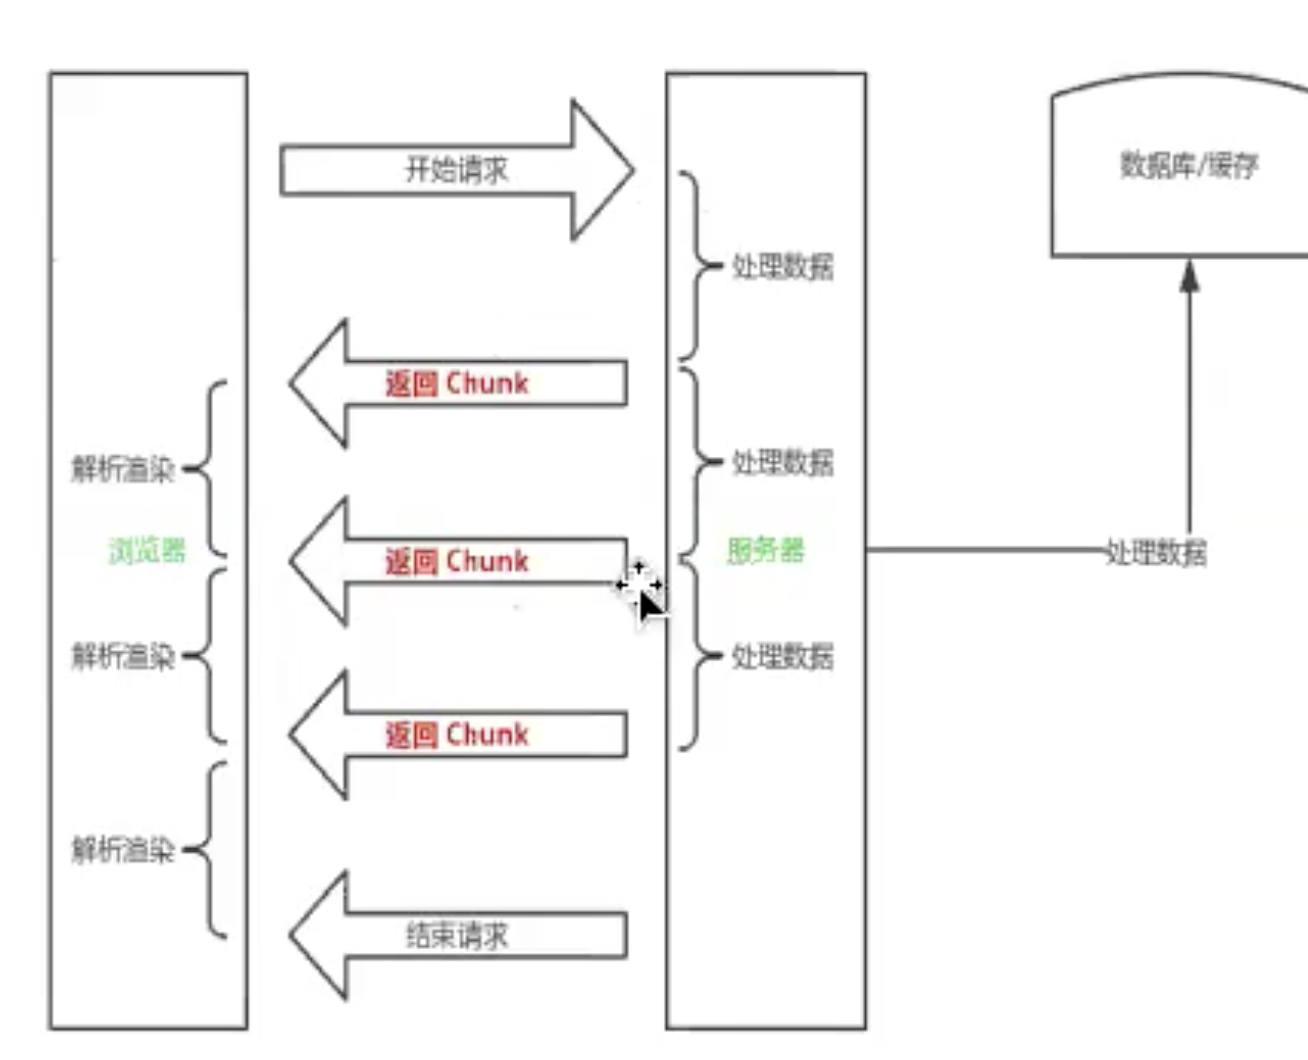 开始请求
数据库/缓存
处理数据
返回 Chunk
解析渲染
处理数据
浏览器
返回 Chunk
服务器
处理数据
解析渲染
处理数据
返回 Chunk
解析渲染
结束请求